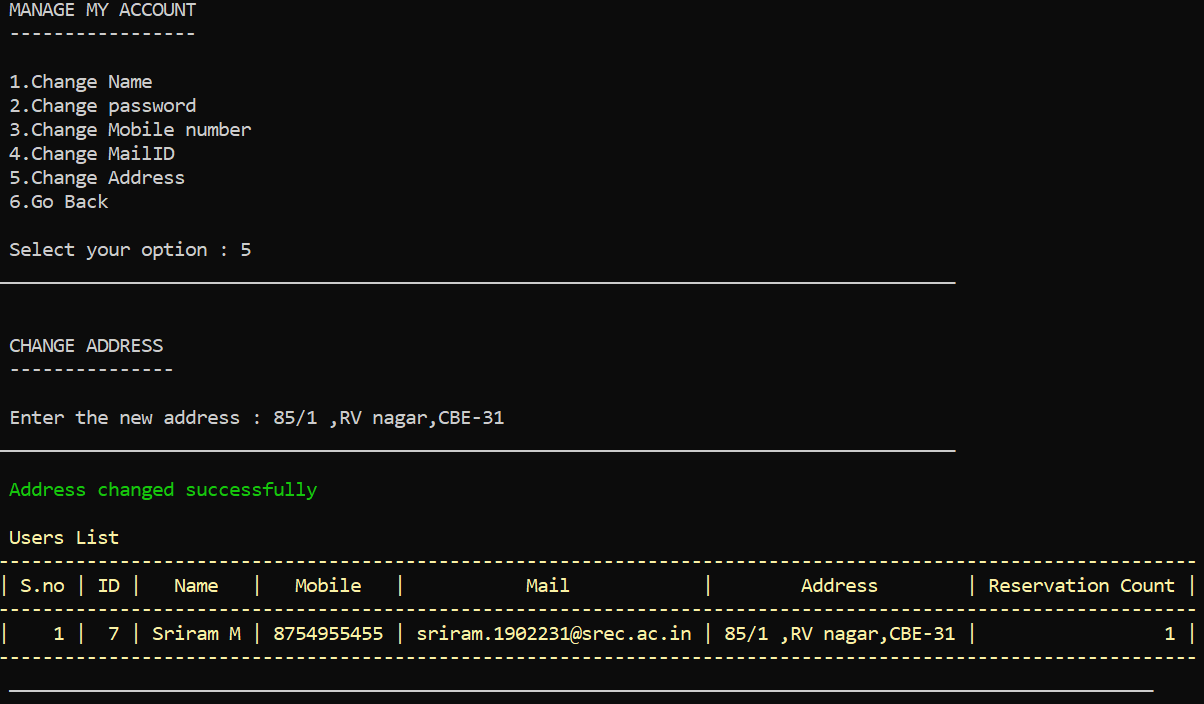 MANAGE MY ACCOUNT
-----------------
1.Change Name
2.Change password
3.Change Mobile number
4.Change MailID
5.Change Address
6.Go Back
Select your option : 5
CHANGE ADDRESS
---------------
Enter the new address : 85/1 ,RV nagar,CBE-31
Address changed successfully
Users List
| S.no | ID | Name | Mobile | Mail | Address | Reservation Count |
| 1 | 7 | Sriram M | 8754955455 | sriram.1902231@srec.ac.in | 85/1 ,RV nagar,CBE-31 | 1 |